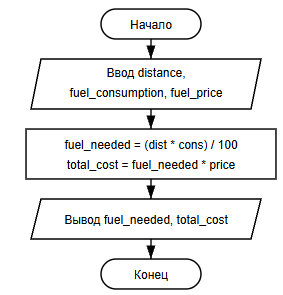 Начало
Ввод distance,
fuel_consumption, fuel_price
fuel_needed = (dist * cons) / 100
total_cost = fuel_needed * price
Вывод fuel_needed, total_cost
Конец